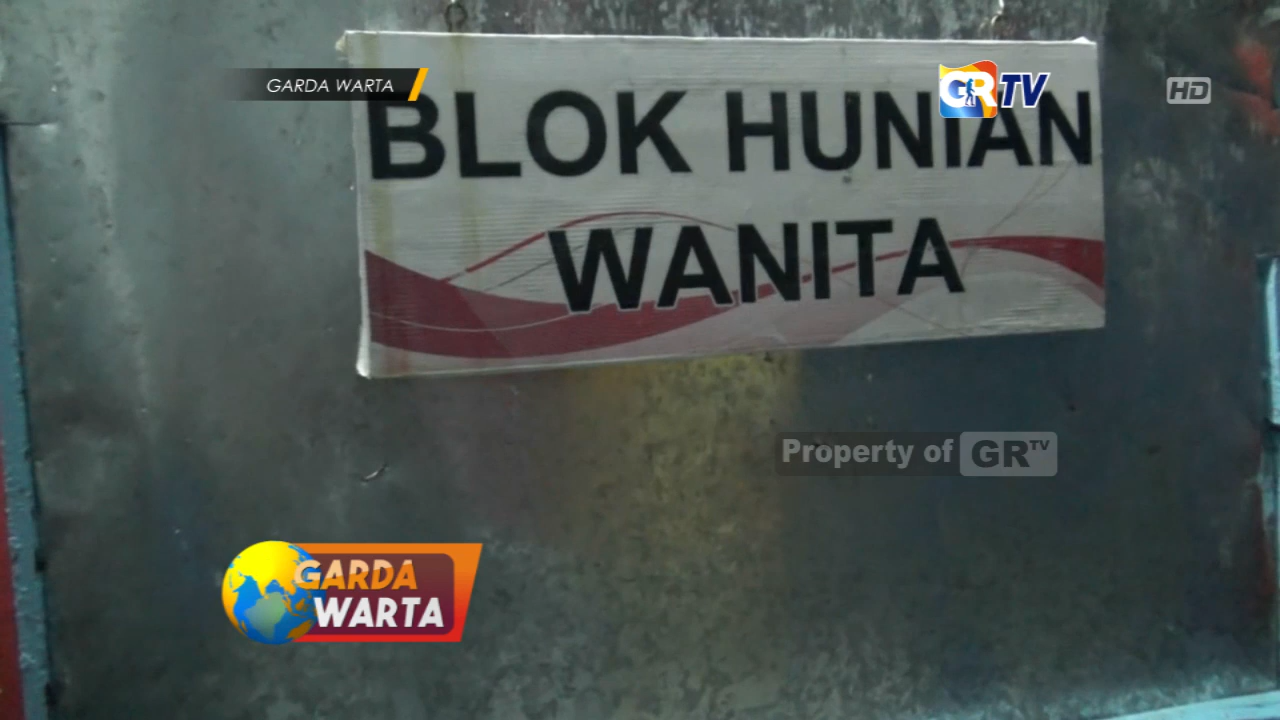 GARDA WARTA
GRTV
HD
BLOK HUNIAN
WANITA
Property of GRTV
GARDA
WARTA